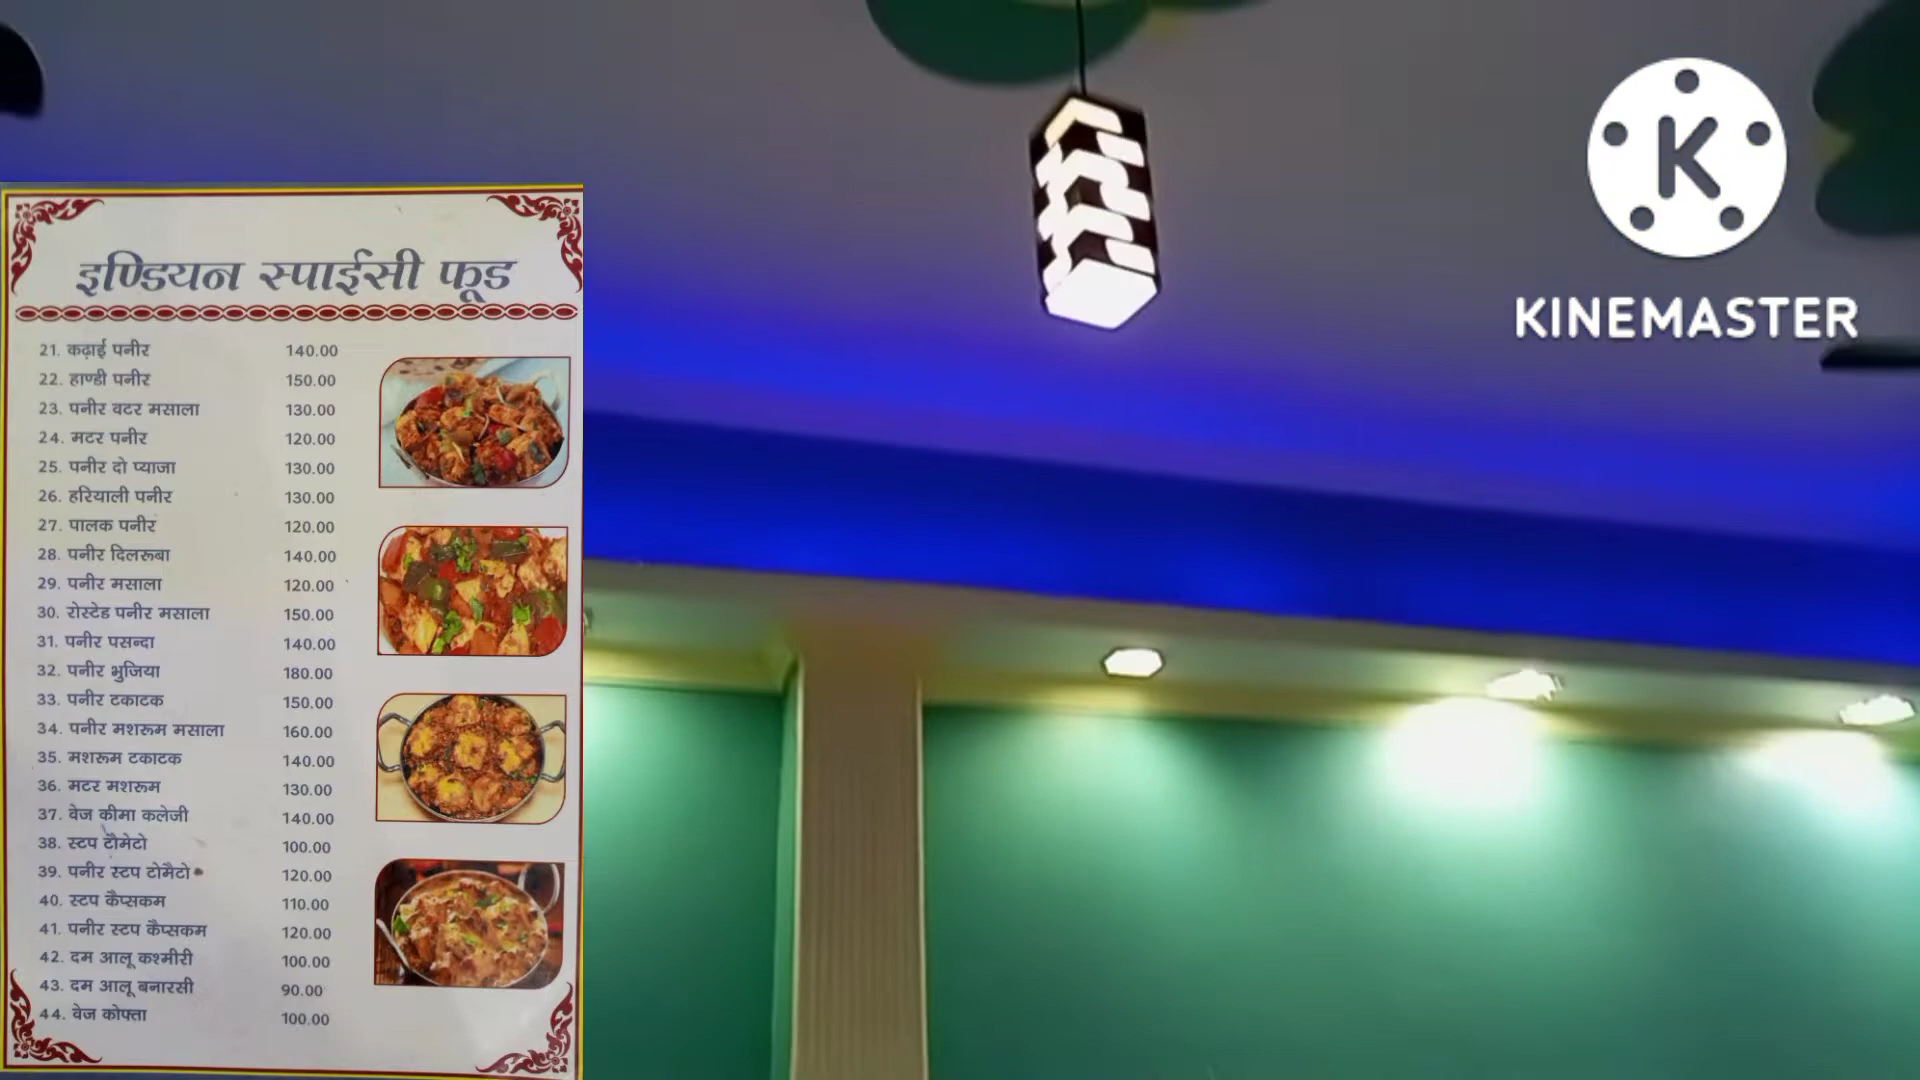 इण्डियन स्पाईसी फूड
21. कढ़ाई पनीर 140.00
22. हाण्डी पनीर 150.00
23. पनीर वटर मसाला 130.00
24. मटर पनीर 120.00
25. पनीर दो प्याजा 130.00
26. हरियाली पनीर 130.00
27. पालक पनीर 120.00
28. पनीर दिलरूबा 140.00
29. पनीर मसाला 120.00
30. रोस्टेड पनीर मसाला 150.00
31. पनीर पसन्दा 140.00
32. पनीर भुजिया 180.00
33. पनीर टकाटक 150.00
34. पनीर मशरूम मसाला 160.00
35. मशरूम टकाटक 140.00
36. मटर मशरूम 130.00
37. वेज कीमा कलेजी 140.00
38. स्टप टौमेटो 100.00
39. पनीर स्टप टोमैटो 120.00
40. स्टप कैप्सकम 110.00
41. पनीर स्टप कैप्सकम 120.00
42. दम आलू कश्मीरी 100.00
43. दम आलू बनारसी 90.00
44. वेज कोफ्ता 100.00
K
KINEMASTER